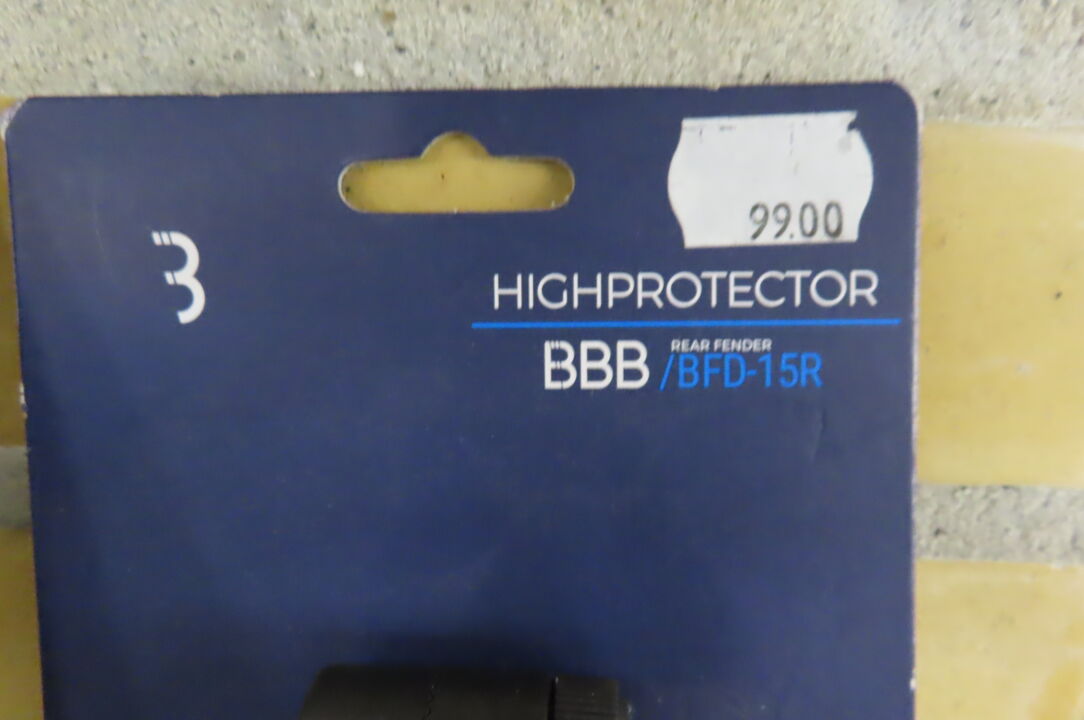 99.00
B
HIGHPROTECTOR
BBB /BFD-15R
REAR FENDER